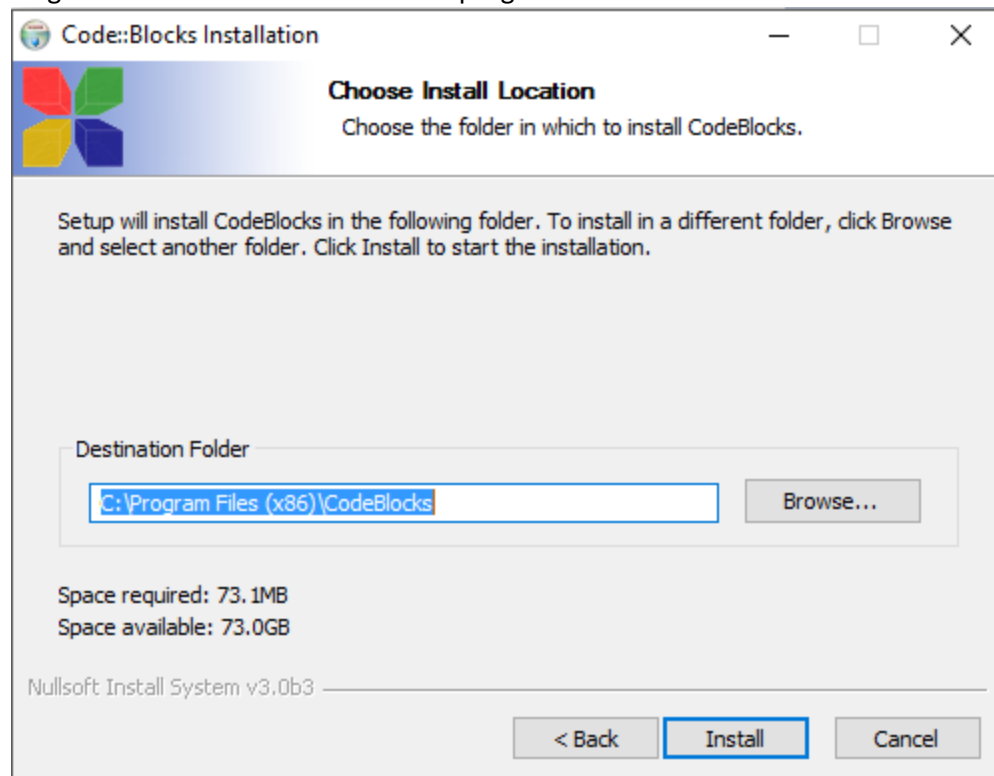 Code::Blocks Installation
Choose Install Location
Choose the folder in which to install CodeBlocks.
Setup will install CodeBlocks in the following folder. To install in a different folder, click Browse
and select another folder. Click Install to start the installation.
Destination Folder
C:\Program Files (x86)\CodeBlocks
Browse...
Space required: 73.1MB
Space available: 73.0GB
Nullsoft Install System v3.0b3
< Back
Install
Cancel